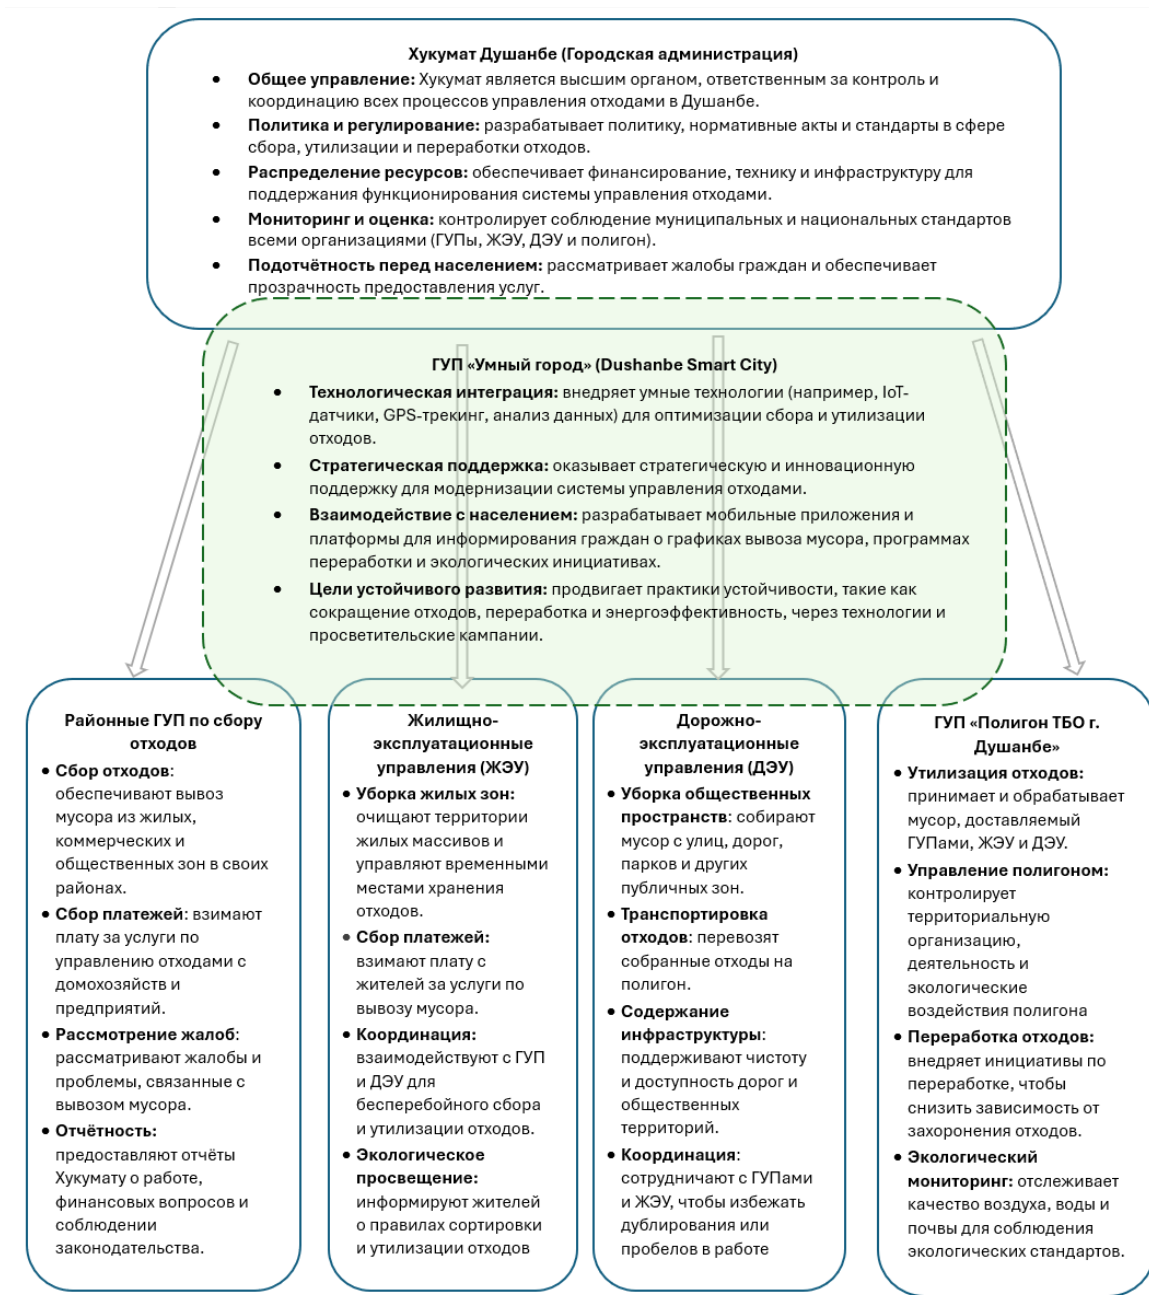 Хукумат Душанбе (Городская администрация)
• Общее управление: Хукумат является высшим органом, ответственным за контроль и
координацию всех процессов управления отходами в Душанбе.
• Политика и регулирование: разрабатывает политику, нормативные акты и стандарты в сфере
сбора, утилизации и переработки отходов.
• Распределение ресурсов: обеспечивает финансирование, технику и инфраструктуру для
поддержания функционирования системы управления отходами.
• Мониторинг и оценка: контролирует соблюдение муниципальных и национальных стандартов
всеми организациями (ГУПы, ЖЭУ, ДЭУ и полигон).
• Подотчётность перед населением: рассматривает жалобы граждан и обеспечивает
прозрачность предоставления услуг.
ГУП «Умный город» (Dushanbe Smart City)
• Технологическая интеграция: внедряет умные технологии (например, IoT-
датчики, GPS-трекинг, анализ данных) для оптимизации сбора и утилизации
отходов.
• Стратегическая поддержка: оказывает стратегическую и инновационную
поддержку для модернизации системы управления отходами.
• Взаимодействие с населением: разрабатывает мобильные приложения и
платформы для информирования граждан о графиках вывоза мусора, программах
переработки и экологических инициативах.
• Цели устойчивого развития: продвигает практики устойчивости, такие как
сокращение отходов, переработка и энергоэффективность, через технологии и
просветительские кампании.
Районные ГУП по сбору
отходов
• Сбор отходов:
обеспечивают вывоз
мусора из жилых,
коммерческих и
общественных зон в своих
районах.
• Сбор платежей: взимают
плату за услуги по
управлению отходами с
домохозяйств и
предприятий.
• Рассмотрение жалоб:
рассматривают жалобы и
проблемы, связанные с
вывозом мусора.
• Отчётность:
предоставляют отчёты
Хукумату о работе,
финансовых вопросов и
соблюдении
законодательства.
Жилищно-
эксплуатационные
управления (ЖЭУ)
• Уборка жилых зон:
очищают территории
жилых массивов и
управляют временными
местами хранения
отходов.
• Сбор платежей:
взимают плату с
жителей за услуги по
вывозу мусора.
• Координация:
взаимодействуют с ГУП
и ДЭУ для
бесперебойного сбора
и утилизации отходов.
• Экологическое
просвещение:
информируют жителей
о правилах сортировки
и утилизации отходов
Дорожно-
эксплуатационные
управления (ДЭУ)
• Уборка общественных
пространств: собирают
мусор с улиц, дорог,
парков и других
публичных зон.
• Транспортировка
отходов: перевозят
собранные отходы на
полигон.
• Содержание
инфраструктуры:
поддерживают чистоту
и доступность дорог и
общественных
территорий.
• Координация:
сотрудничают с ГУПами
и ЖЭУ, чтобы избежать
дублирования или
пробелов в работе
ГУП «Полигон ТБО г.
Душанбе»
• Утилизация отходов:
принимает и обрабатывает
мусор, доставляемый
ГУПами, ЖЭУ и ДЭУ.
• Управление полигоном:
контролирует
территориальную
организацию,
деятельность и
экологические
воздействия полигона
• Переработка отходов:
внедряет инициативы по
переработке, чтобы
снизить зависимость от
захоронения отходов.
• Экологический
мониторинг: отслеживает
качество воздуха, воды и
почвы для соблюдения
экологических стандартов.